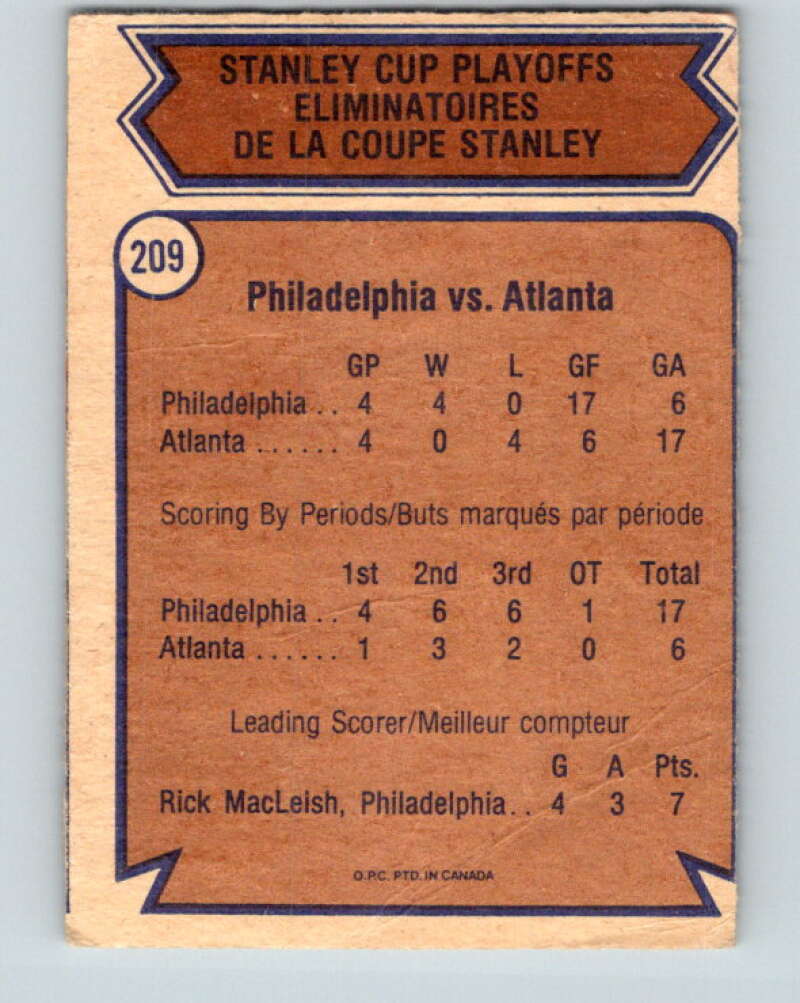 STANLEY CUP PLAYOFFS
ELIMINATOIRES
DE LA COUPE STANLEY
209
Philadelphia vs. Atlanta
GP W L GF GA
Philadelphia .. 4 4 0 17 6
Atlanta ...... 4 0 4 6 17
Scoring By Periods/Buts marqués par période
1st 2nd 3rd OT Total
Philadelphia .. 4 6 6 1 17
Atlanta ...... 1 3 2 0 6
Leading Scorer/Meilleur compteur
G A Pts.
Rick MacLeish, Philadelphia.. 4 3 7
O.P.C. PTD. IN CANADA